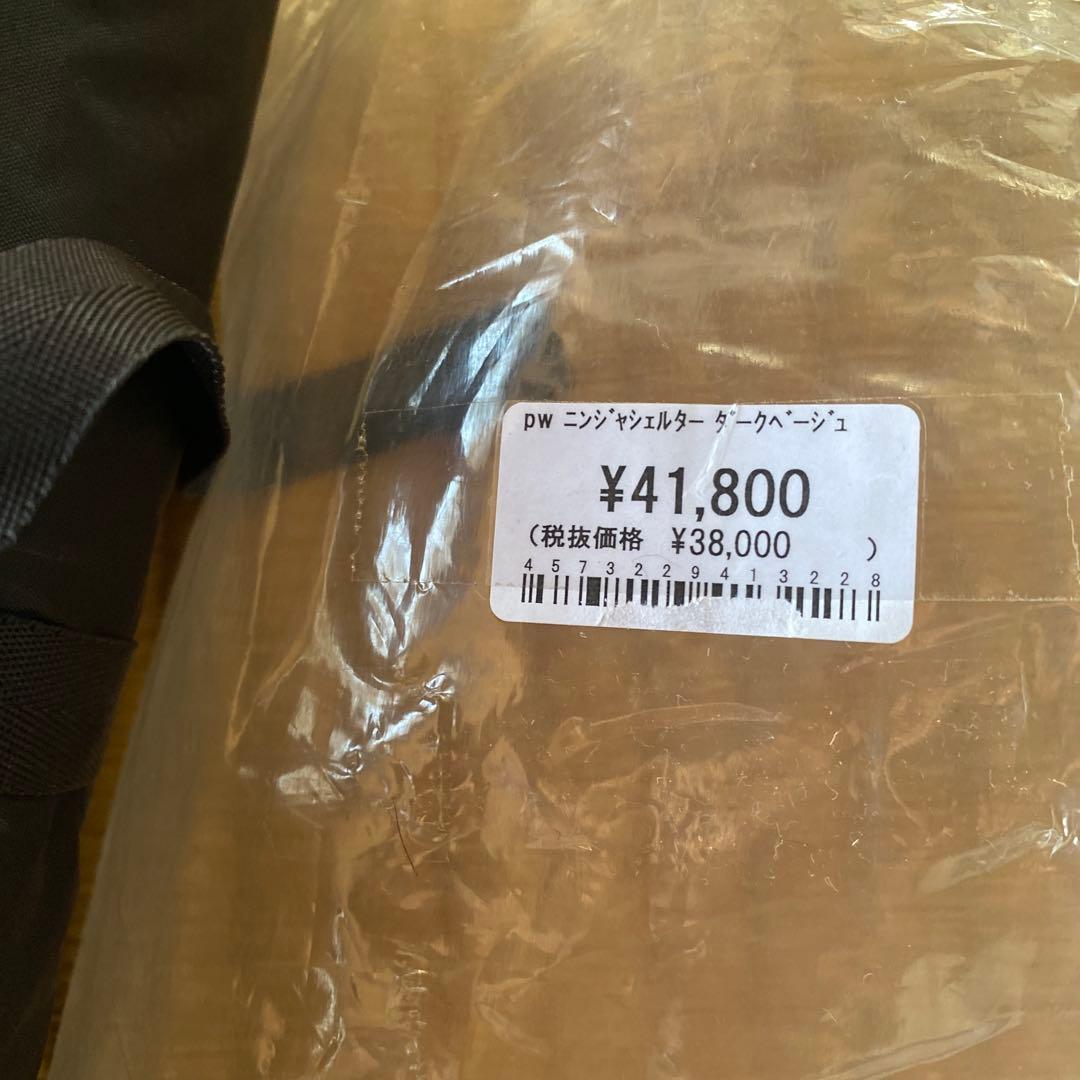 pw ニンジャシェルター ダークベージュ
¥41,800
(税抜価格 ¥38,000 )
4573229413228